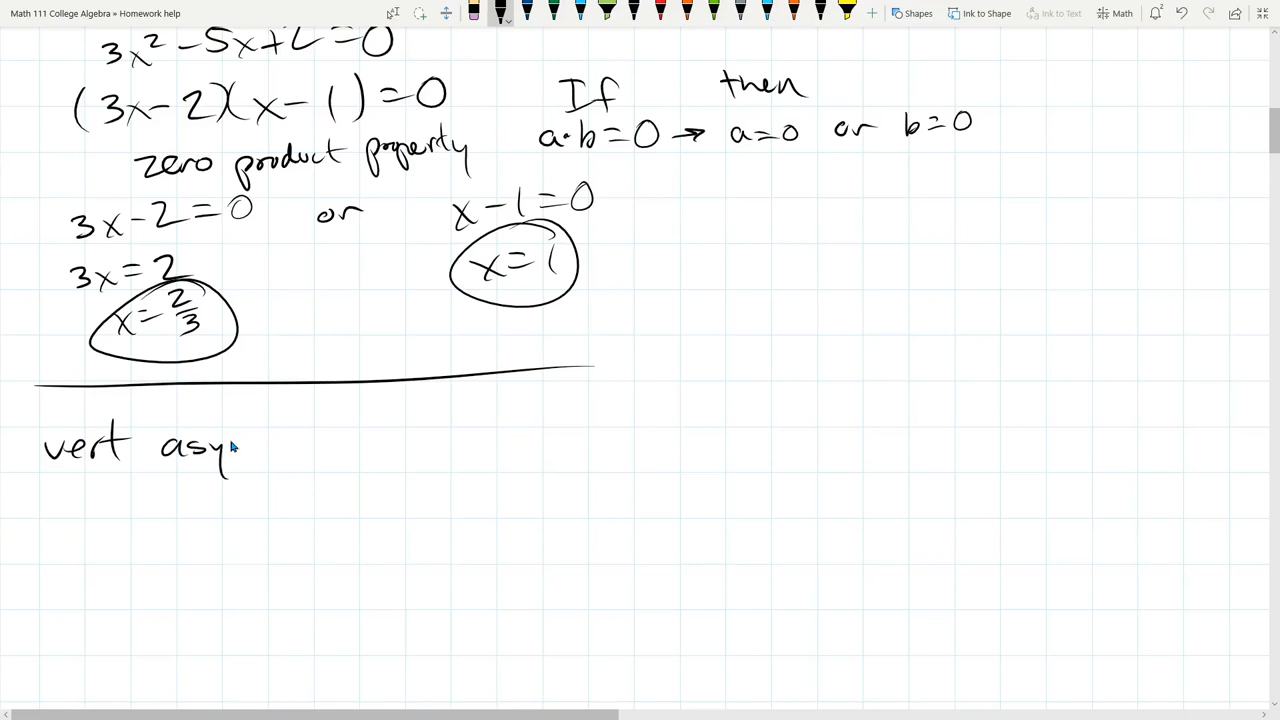 Math 111 College Algebra » Homework help
Shapes Ink to Shape Ink to Text Math
3x² - 5x + 2 = 0
(3x - 2)(x - 1) = 0
If then
a·b = 0 → a = 0 or b = 0
zero product property
3x - 2 = 0 or x - 1 = 0
3x = 2 x = 1
x = 2/3
vert asy